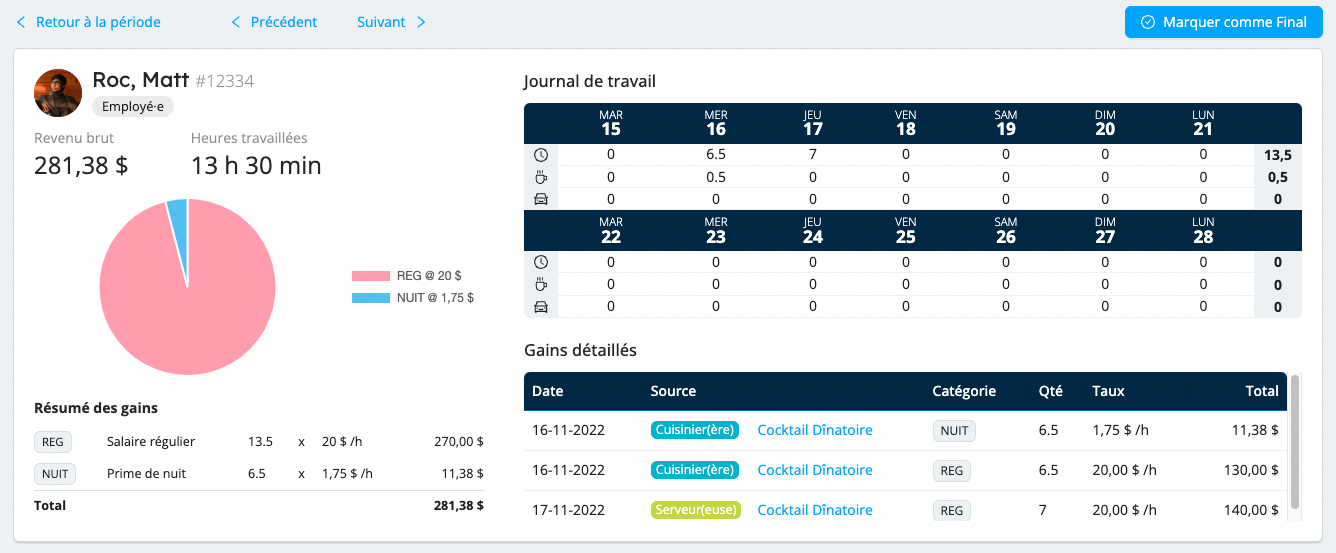 Retour à la période Précédent Suivant Marquer comme Final
Roc, Matt #12334
Employé·e
Revenu brut Heures travaillées
281,38 $ 13 h 30 min
REG @ 20 $
NUIT @ 1,75 $
Résumé des gains
REG Salaire régulier 13.5 x 20 $ /h 270,00 $
NUIT Prime de nuit 6.5 x 1,75 $ /h 11,38 $
Total 281,38 $
Journal de travail
MAR MER JEU VEN SAM DIM LUN
15 16 17 18 19 20 21
0 6.5 7 0 0 0 0 13,5
0 0.5 0 0 0 0 0 0,5
0 0 0 0 0 0 0 0
MAR MER JEU VEN SAM DIM LUN
22 23 24 25 26 27 28
0 0 0 0 0 0 0 0
0 0 0 0 0 0 0 0
0 0 0 0 0 0 0 0
Gains détaillés
Date Source Catégorie Qté Taux Total
16-11-2022 Cuisinier(ère) Cocktail Dînatoire NUIT 6.5 1,75 $ /h 11,38 $
16-11-2022 Cuisinier(ère) Cocktail Dînatoire REG 6.5 20,00 $ /h 130,00 $
17-11-2022 Serveur(euse) Cocktail Dînatoire REG 7 20,00 $ /h 140,00 $